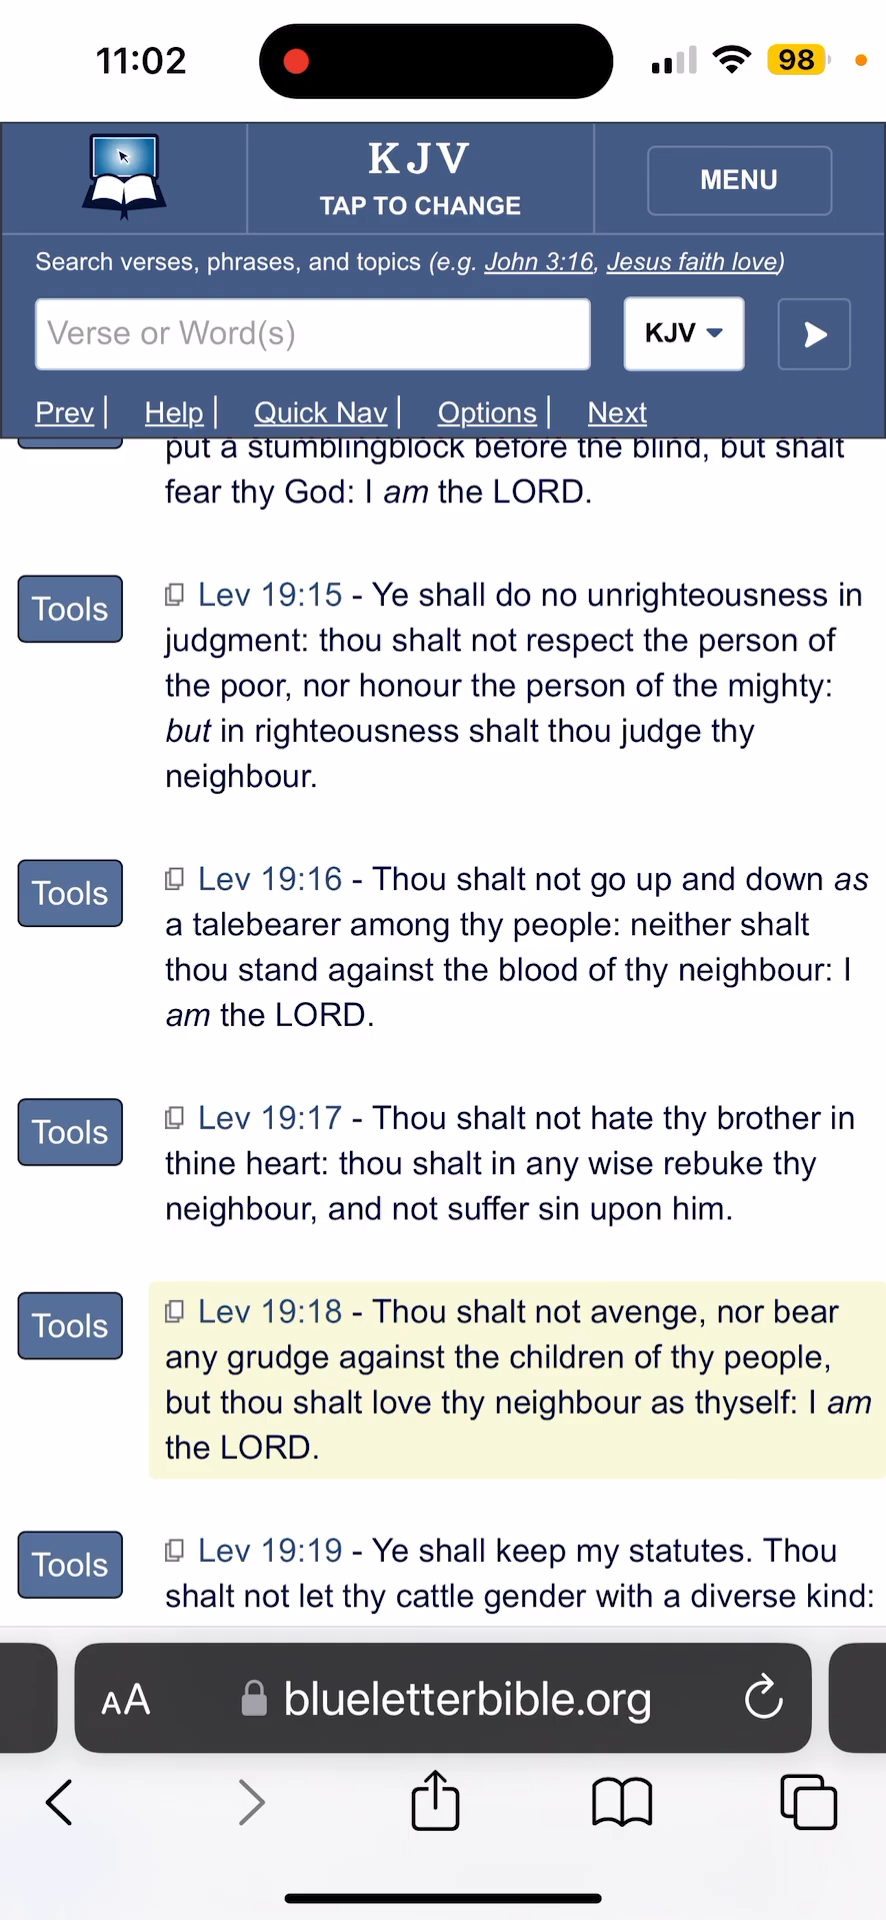 11:02
98
KJV
TAP TO CHANGE
MENU
Search verses, phrases, and topics (e.g. John 3:16, Jesus faith love)
Verse or Word(s)
KJV
Prev | Help | Quick Nav | Options | Next
put a stumblingblock before the blind, but shalt
fear thy God: I am the LORD.
Tools
Lev 19:15 - Ye shall do no unrighteousness in
judgment: thou shalt not respect the person of
the poor, nor honour the person of the mighty:
but in righteousness shalt thou judge thy
neighbour.
Tools
Lev 19:16 - Thou shalt not go up and down as
a talebearer among thy people: neither shalt
thou stand against the blood of thy neighbour: I
am the LORD.
Tools
Lev 19:17 - Thou shalt not hate thy brother in
thine heart: thou shalt in any wise rebuke thy
neighbour, and not suffer sin upon him.
Tools
Lev 19:18 - Thou shalt not avenge, nor bear
any grudge against the children of thy people,
but thou shalt love thy neighbour as thyself: I am
the LORD.
Tools
Lev 19:19 - Ye shall keep my statutes. Thou
shalt not let thy cattle gender with a diverse kind:
AA
blueletterbible.org